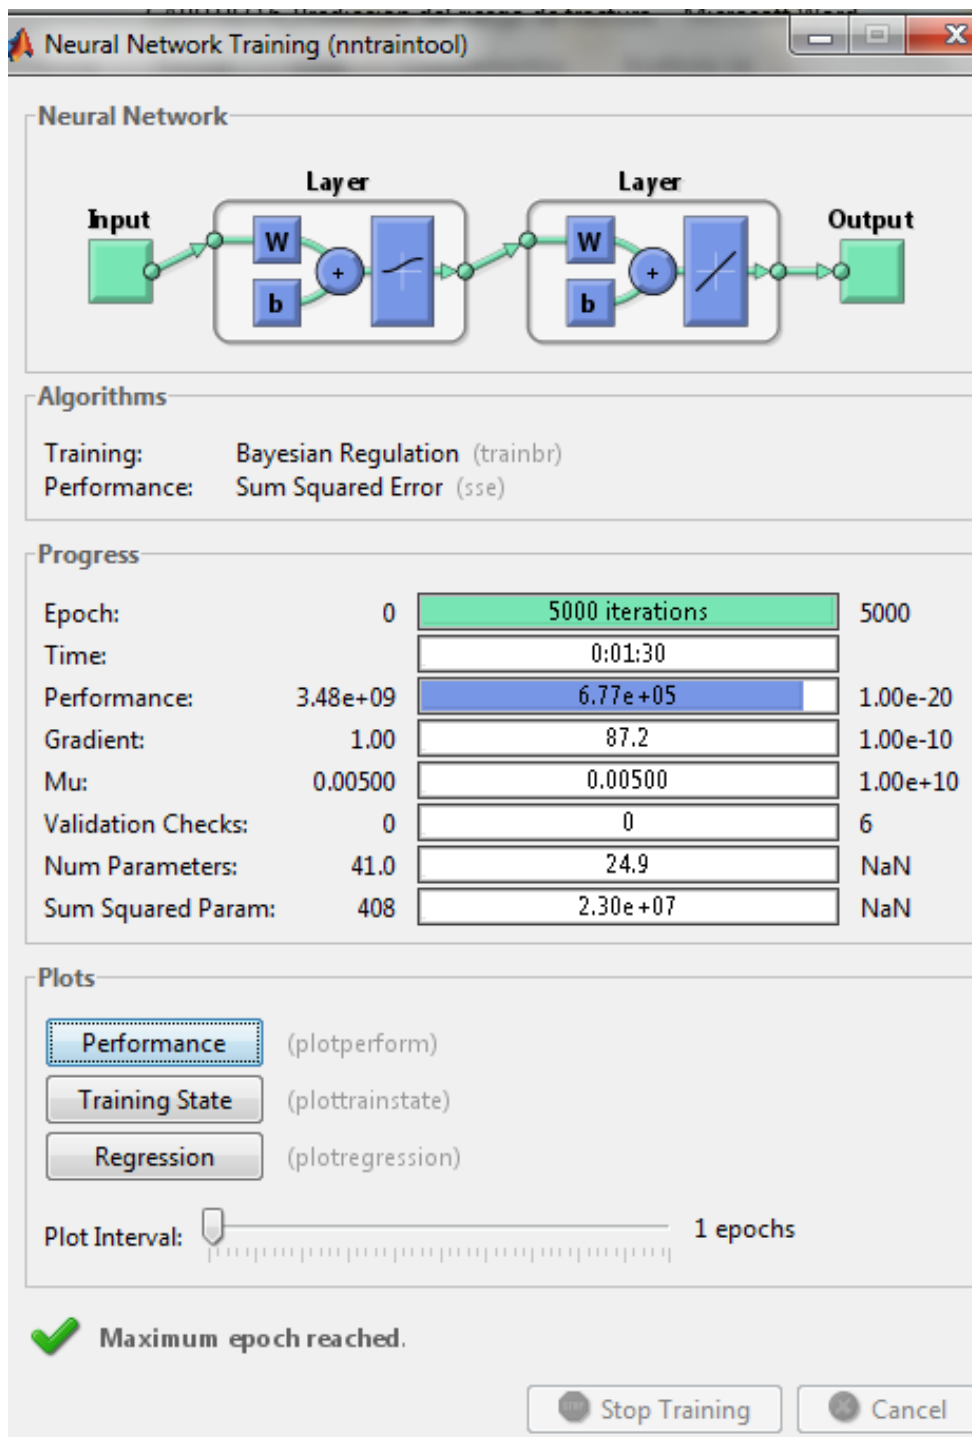 Neural Network Training (nntraintool)
Neural Network
Layer Layer
Input Output
W W
+ +
b b
Algorithms
Training: Bayesian Regulation (trainbr)
Performance: Sum Squared Error (sse)
Progress
Epoch: 0 5000 iterations 5000
Time: 0:01:30
Performance: 3.48e+09 6.77e+05 1.00e-20
Gradient: 1.00 87.2 1.00e-10
Mu: 0.00500 0.00500 1.00e+10
Validation Checks: 0 0 6
Num Parameters: 41.0 24.9 NaN
Sum Squared Param: 408 2.30e+07 NaN
Plots
Performance (plotperform)
Training State (plottrainstate)
Regression (plotregression)
Plot Interval: 1 epochs
Maximum epoch reached.
Stop Training Cancel